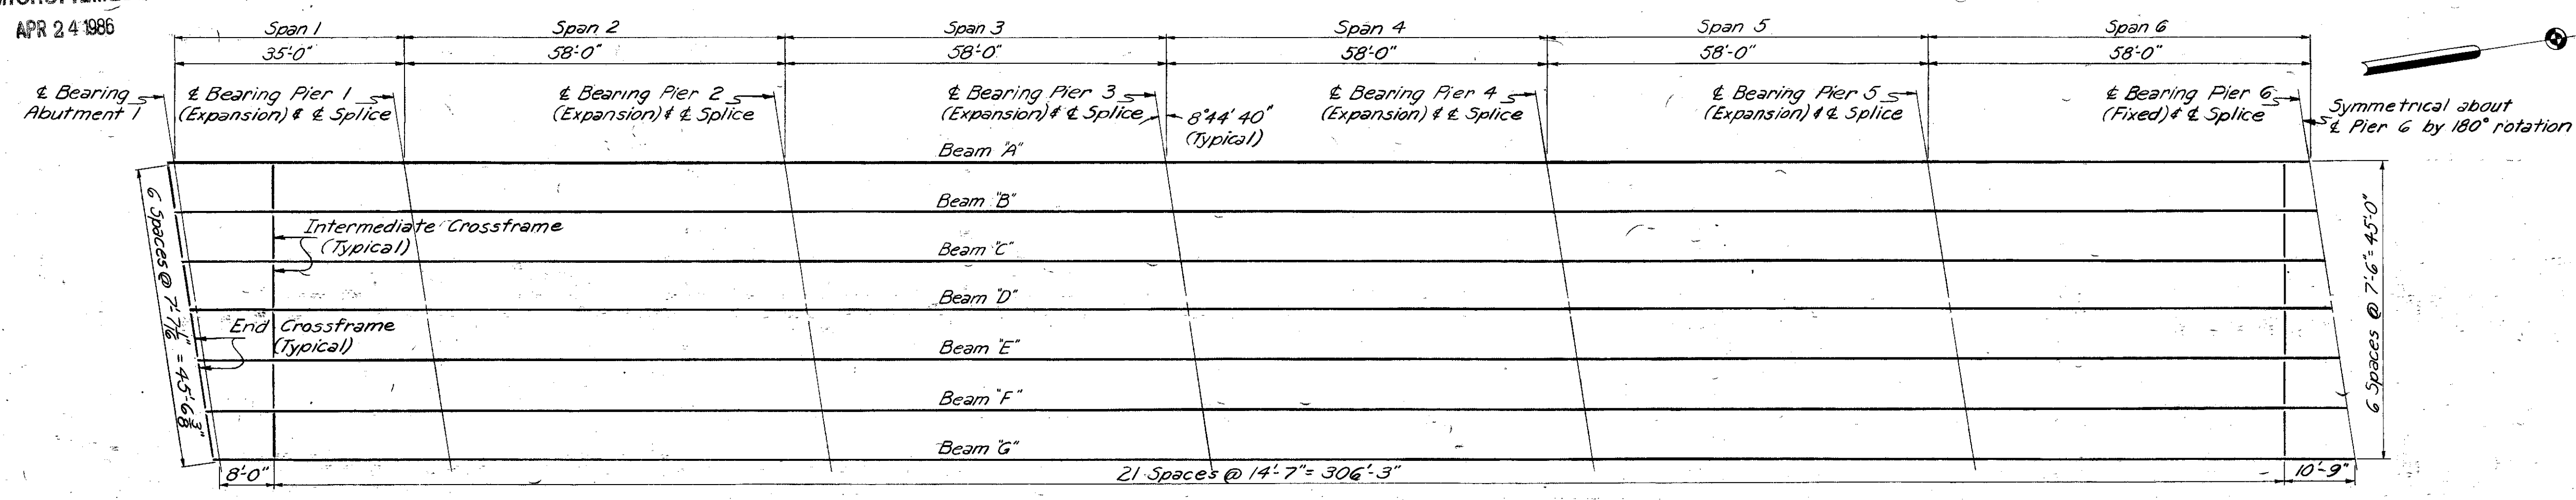 APR 24 1986
Span 1
Span 2
Span 3
Span 4
Span 5
Span 6
35'-0"
58'-0"
58'-0"
58'-0"
58'-0"
58'-0"
℄ Bearing
Abutment 1
℄ Bearing Pier 1
(Expansion) & ℄ Splice
℄ Bearing Pier 2
(Expansion) & ℄ Splice
℄ Bearing Pier 3
(Expansion) & ℄ Splice
8°44'40"
(Typical)
℄ Bearing Pier 4
(Expansion) & ℄ Splice
℄ Bearing Pier 5
(Expansion) & ℄ Splice
℄ Bearing Pier 6
(Fixed) & ℄ Splice
Symmetrical about
℄ Pier 6 by 180° rotation
Beam "A"
Beam "B"
Beam "C"
Beam "D"
Beam "E"
Beam "F"
Beam "G"
Intermediate Crossframe
(Typical)
End Crossframe
(Typical)
6 Spaces @ 7'-7 1/16" = 45'-6 3/8"
6 Spaces @ 7'-6" = 45'-0"
8'-0"
21 Spaces @ 14'-7" = 306'-3"
10'-9"